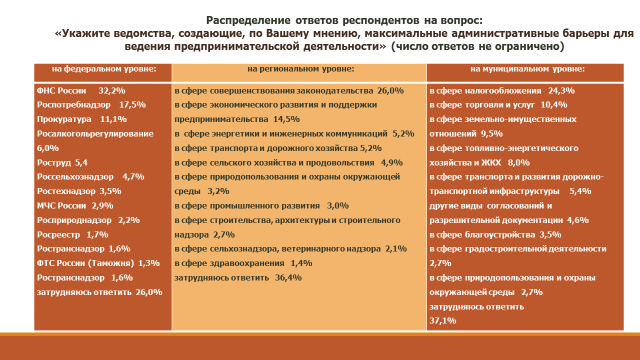 Распределение ответов респондентов на вопрос:
«Укажите ведомства, создающие, по Вашему мнению, максимальные административные барьеры для
ведения предпринимательской деятельности» (число ответов не ограничено)
на федеральном уровне:
ФНС России 32,2%
Роспотребнадзор 17,5%
Прокуратура 11,1%
Росалкогольрегулирование
6,0%
Роструд 5,4
Россельхознадзор 4,7%
Ростехнадзор 3,5%
МЧС России 2,9%
Росприроднадзор 2,2%
Росреестр 1,7%
Ространснадзор 1,6%
ФТС России (Таможня) 1,3%
Ространснадзор 1,6%
затрудняюсь ответить 26,0%
на региональном уровне:
в сфере совершенствования законодательства 26,0%
в сфере экономического развития и поддержки
предпринимательства 14,5%
в сфере энергетики и инженерных коммуникаций 5,2%
в сфере транспорта и дорожного хозяйства 5,2%
в сфере сельского хозяйства и продовольствия 4,9%
в сфере природопользования и охраны окружающей
среды 3,2%
в сфере промышленного развития 3,0%
в сфере строительства, архитектуры и строительного
надзора 2,7%
в сфере сельхознадзора, ветеринарного надзора 2,1%
в сфере здравоохранения 1,4%
затрудняюсь ответить 36,4%
на муниципальном уровне:
в сфере налогообложения 24,3%
в сфере торговли и услуг 10,4%
в сфере земельно-имущественных
отношений 9,5%
в сфере топливно-энергетического
хозяйства и ЖКХ 8,0%
в сфере транспорта и развития дорожно-
транспортной инфраструктуры 5,4%
другие виды согласований и
разрешительной документации 4,6%
в сфере благоустройства 3,5%
в сфере градостроительной деятельности
2,7%
в сфере природопользования и охраны
окружающей среды 2,7%
затрудняюсь ответить
37,1%